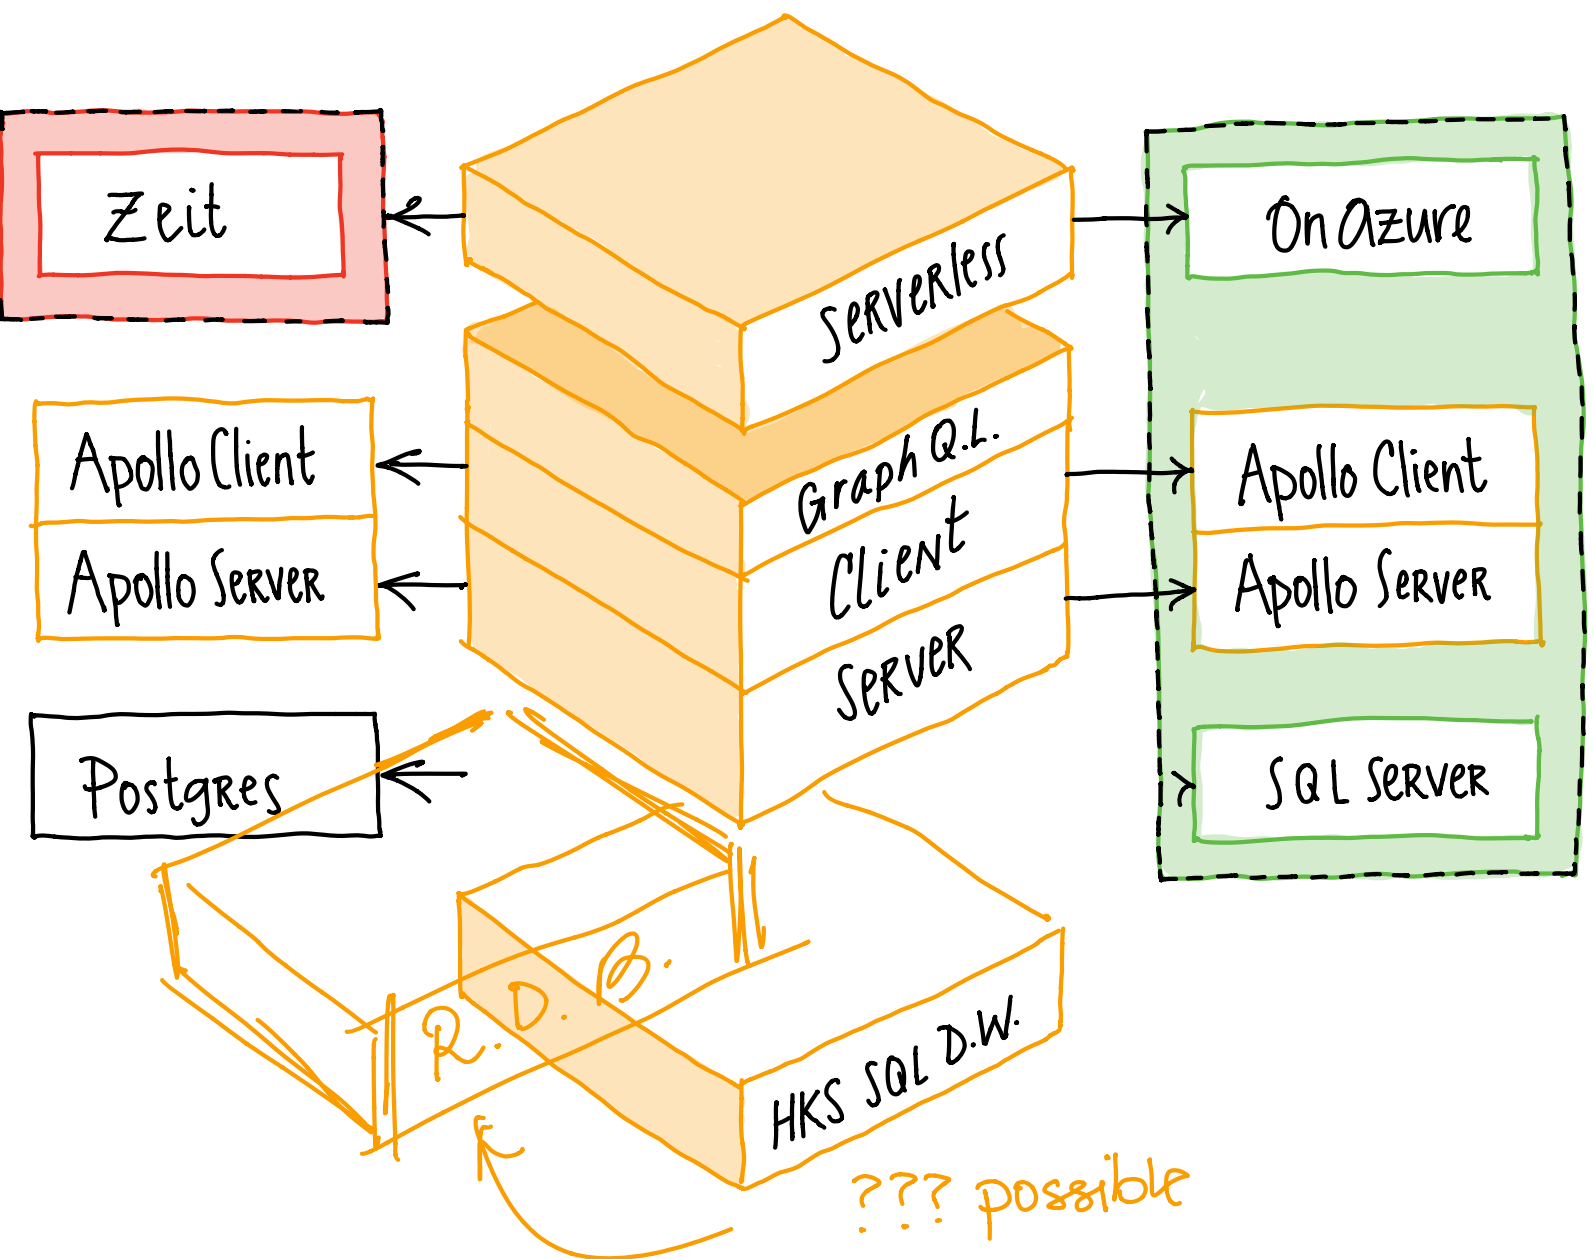 Zeit
Apollo Client
Apollo Server
Postgres
Serverless
Graph Q.L.
Client
Server
R. D. B.
HKS SQL D.W.
??? possible
On Azure
Apollo Client
Apollo Server
SQL Server